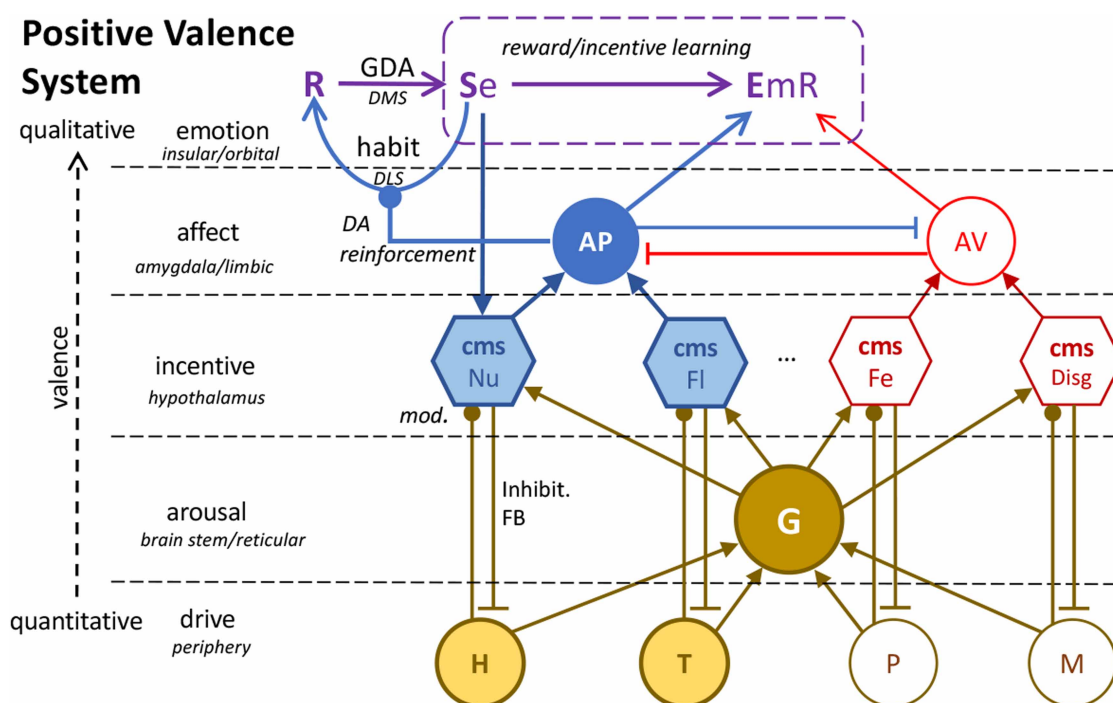 Positive Valence
System
reward/incentive learning
R
GDA
DMS
Se
EmR
qualitative
emotion
insular/orbital
habit
DLS
valence
affect
amygdala/limbic
DA
reinforcement
AP
AV
incentive
hypothalamus
cms
Nu
cms
Fl
...
cms
Fe
cms
Disg
mod.
arousal
brain stem/reticular
Inhibit.
FB
G
quantitative
drive
periphery
H
T
P
M